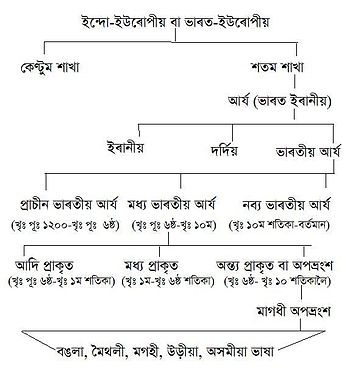 ইন্দো-ইউৰোপীয় বা ভাৰত-ইউৰোপীয়
কেন্টুম শাখা শতম শাখা
আৰ্য (ভাৰত ইৰানীয়)
ইৰানীয় দৰ্দিয় ভাৰতীয় আৰ্য
প্ৰাচীন ভাৰতীয় আৰ্য মধ্য ভাৰতীয় আৰ্য নব্য ভাৰতীয় আৰ্য
(খৃঃ পূঃ ১২০০-খৃঃ পূঃ ৬ষ্ঠ) (খৃঃ পূঃ ৬ষ্ঠ-খৃঃ ১০ম) (খৃঃ ১০ম শতিকা-বৰ্তমান)
আদি প্ৰাকৃত মধ্য প্ৰাকৃত অন্ত্য প্ৰাকৃত বা অপভ্ৰংশ
(খৃঃ পূঃ ৬ষ্ঠ-খৃঃ ১ম শতিকা) (খৃঃ ১ম-খৃঃ ৬ষ্ঠ শতিকা) (খৃঃ ৬ষ্ঠ- খৃঃ ১০ শতিকালৈ)
মাগধী অপভ্ৰংশ
বঙলা, মৈথলী, মগহী, উড়ীয়া, অসমীয়া ভাষা